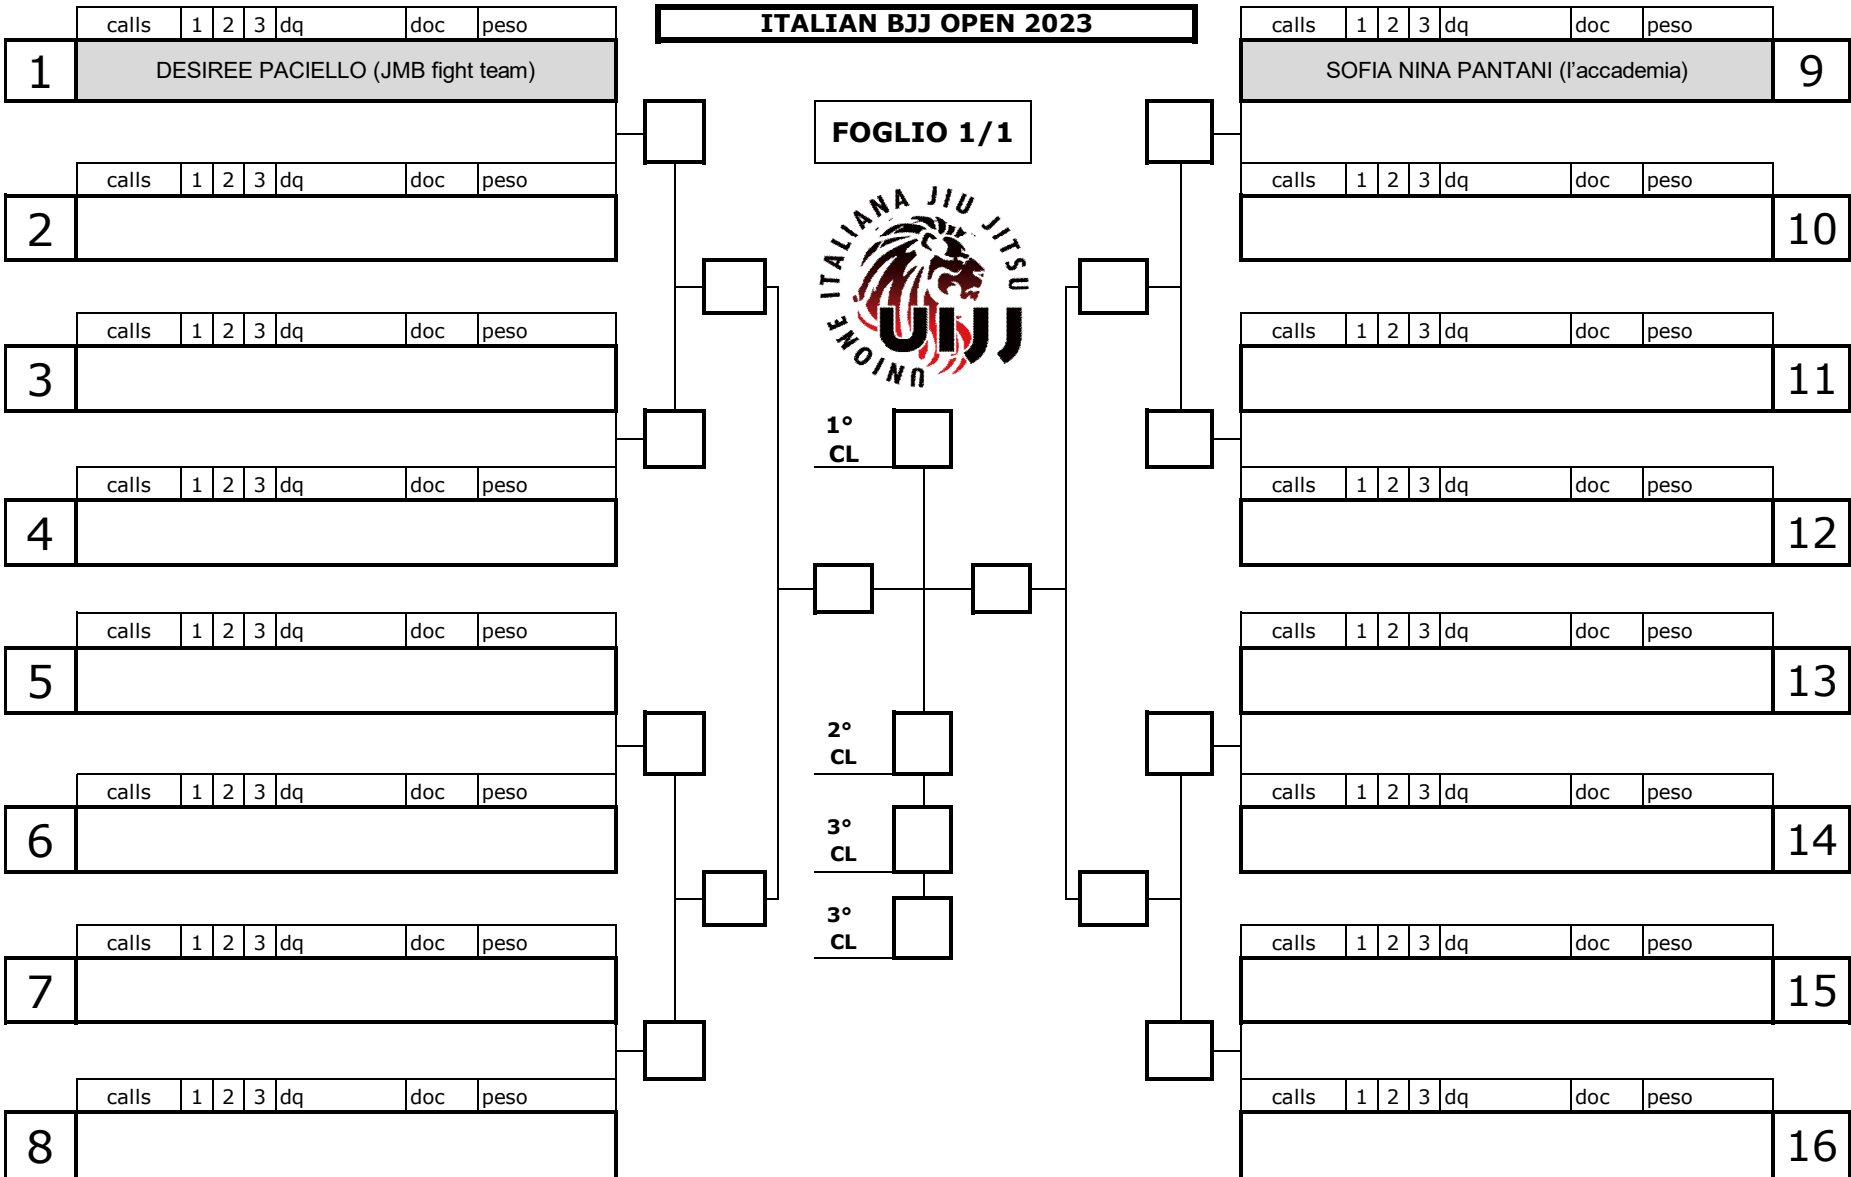 calls 1 2 3 dq doc peso
1 DESIREE PACIELLO (JMB fight team)
calls 1 2 3 dq doc peso
2
calls 1 2 3 dq doc peso
3
calls 1 2 3 dq doc peso
4
calls 1 2 3 dq doc peso
5
calls 1 2 3 dq doc peso
6
calls 1 2 3 dq doc peso
7
calls 1 2 3 dq doc peso
8
ITALIAN BJJ OPEN 2023
FOGLIO 1/1
UNIONE ITALIANA JIU JITSU
UIJJ
1°
CL
2°
CL
3°
CL
3°
CL
calls 1 2 3 dq doc peso
SOFIA NINA PANTANI (l'accademia) 9
calls 1 2 3 dq doc peso
10
calls 1 2 3 dq doc peso
11
calls 1 2 3 dq doc peso
12
calls 1 2 3 dq doc peso
13
calls 1 2 3 dq doc peso
14
calls 1 2 3 dq doc peso
15
calls 1 2 3 dq doc peso
16